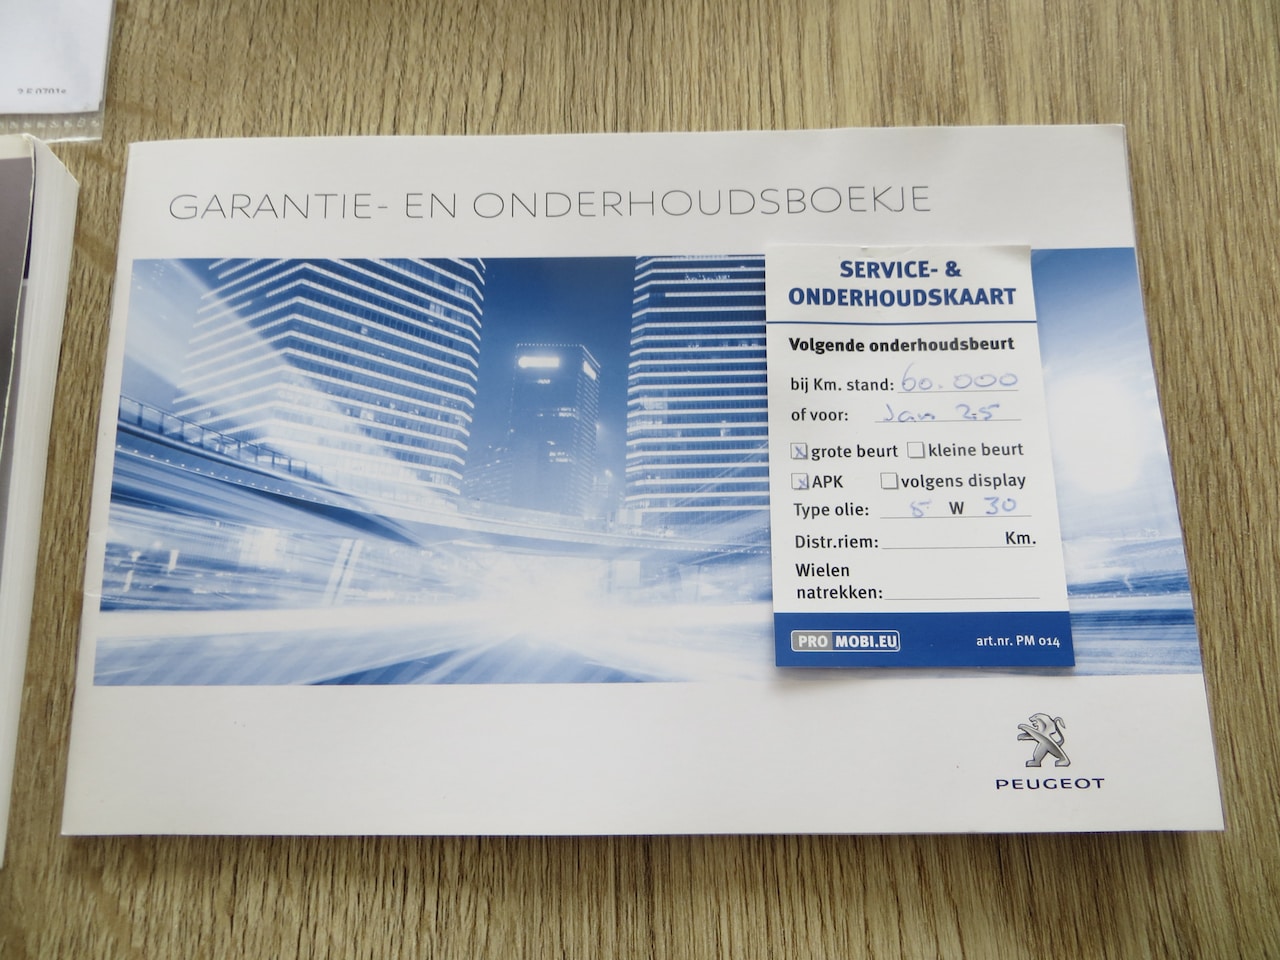 GARANTIE- EN ONDERHOUDSBOEKJE
SERVICE- &
ONDERHOUDSKAART
Volgende onderhoudsbeurt
bij Km. stand: 60.000
of voor: Jan 25
grote beurt kleine beurt
APK volgens display
Type olie: 5 W 30
Distr.riem: Km.
Wielen
natrekken:
PRO MOBI.EU art.nr. PM 014
PEUGEOT